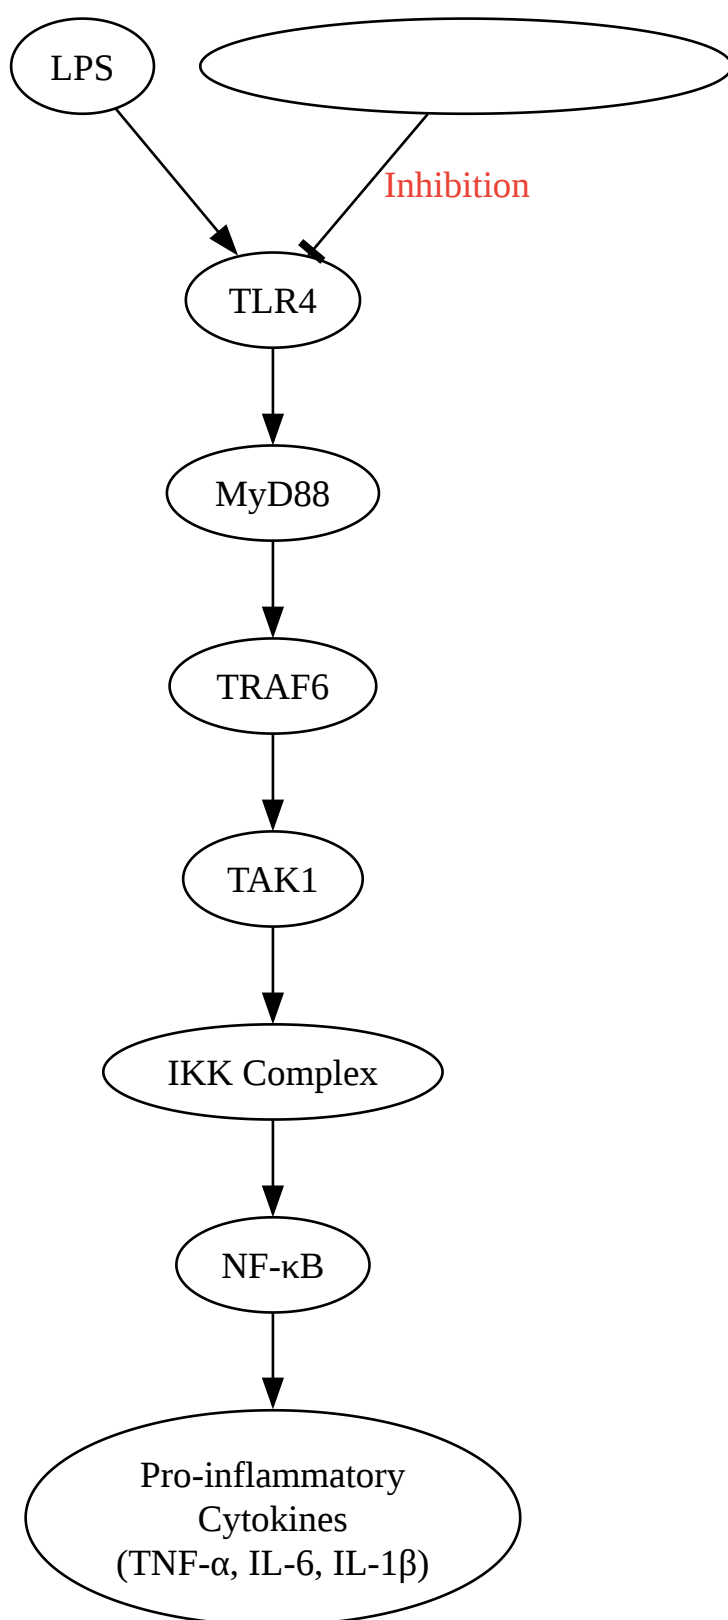 LPS
Inhibition
TLR4
MyD88
TRAF6
TAK1
IKK Complex
NF-κB
Pro-inflammatory
Cytokines
(TNF-α, IL-6, IL-1β)